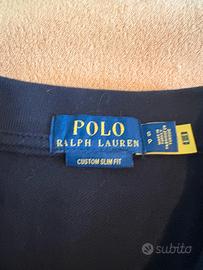 POLO
RALPH LAUREN
CUSTOM SLIM FIT
S P
subito